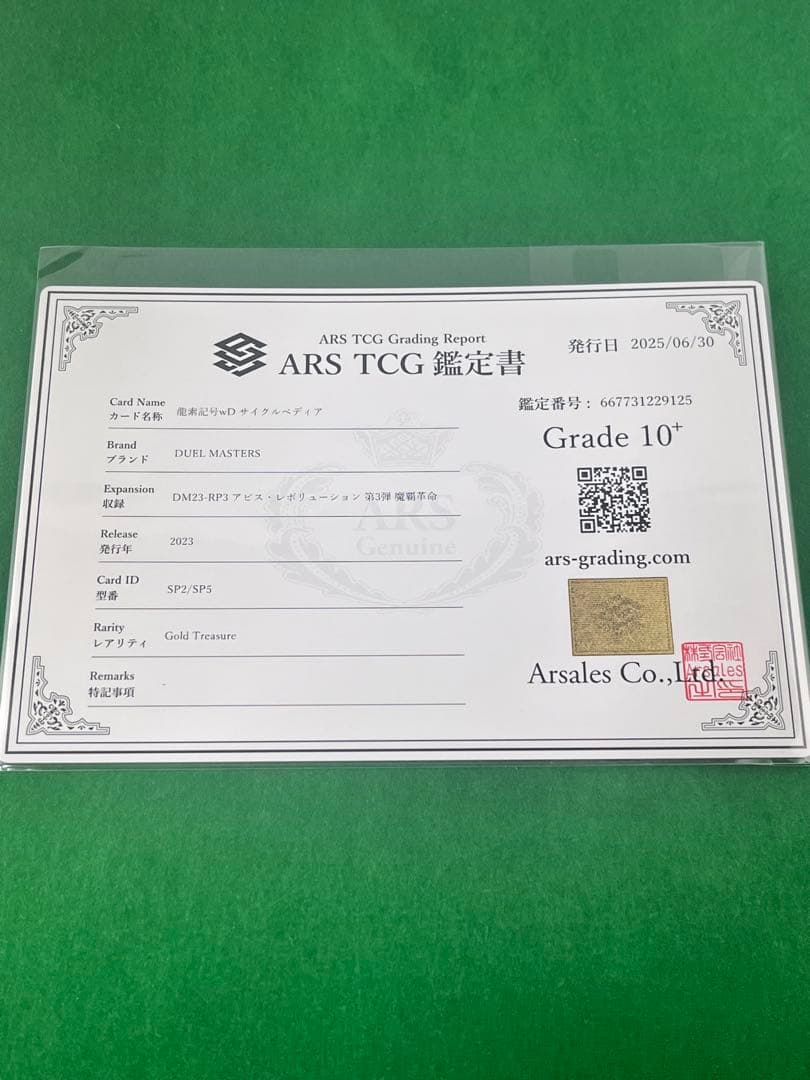 ARS TCG Grading Report
ARS TCG 鑑定書
発行日 2025/06/30
Card Name
カード名称 龍素記号wD サイクルペディア
Brand
ブランド DUEL MASTERS
Expansion
収録 DM23-RP3 アビス・レボリューション 第3弾 魔覇革命
Release
発行年 2023
Card ID
型番 SP2/SP5
Rarity
レアリティ Gold Treasure
Remarks
特記事項 -
ARS
Genuine
鑑定番号： 667731229125
Grade 10+
ars-grading.com
Arsales Co.,Ltd.
株式会社
Arsales